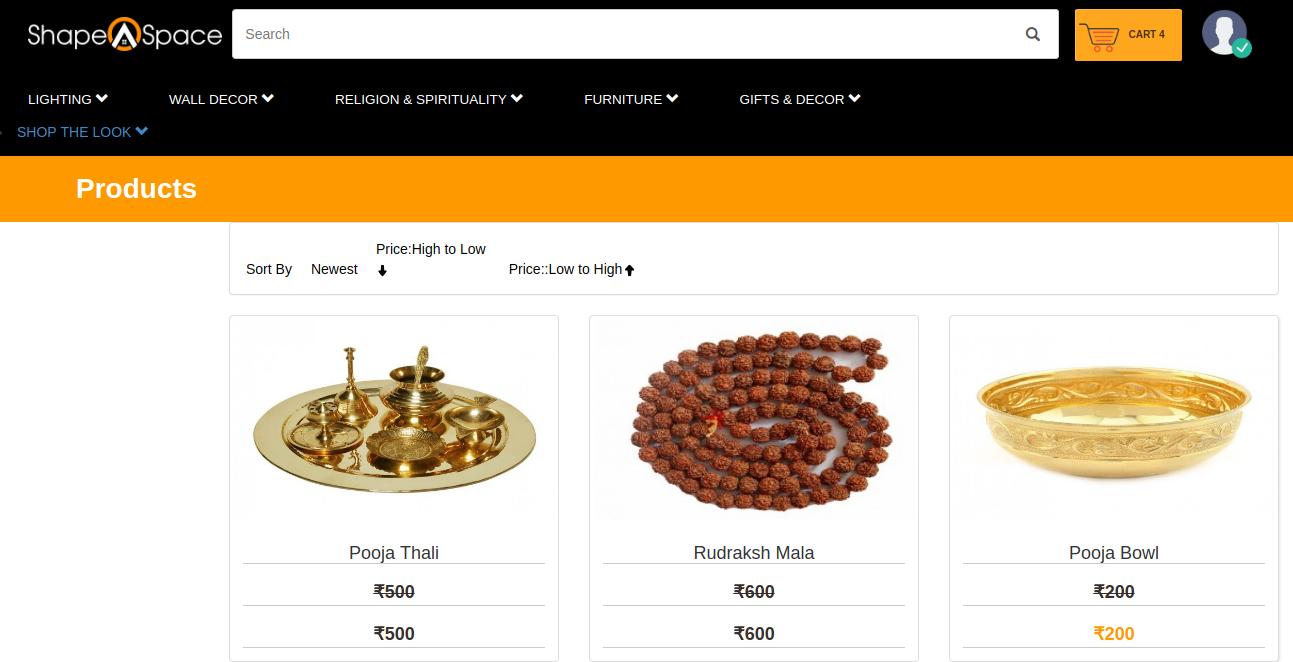 Shape Space
Search
CART 4
LIGHTING
WALL DECOR
RELIGION & SPIRITUALITY
FURNITURE
GIFTS & DECOR
SHOP THE LOOK
Products
Sort By
Newest
Price:High to Low
Price::Low to High
Pooja Thali
₹500
₹500
Rudraksh Mala
₹600
₹600
Pooja Bowl
₹200
₹200